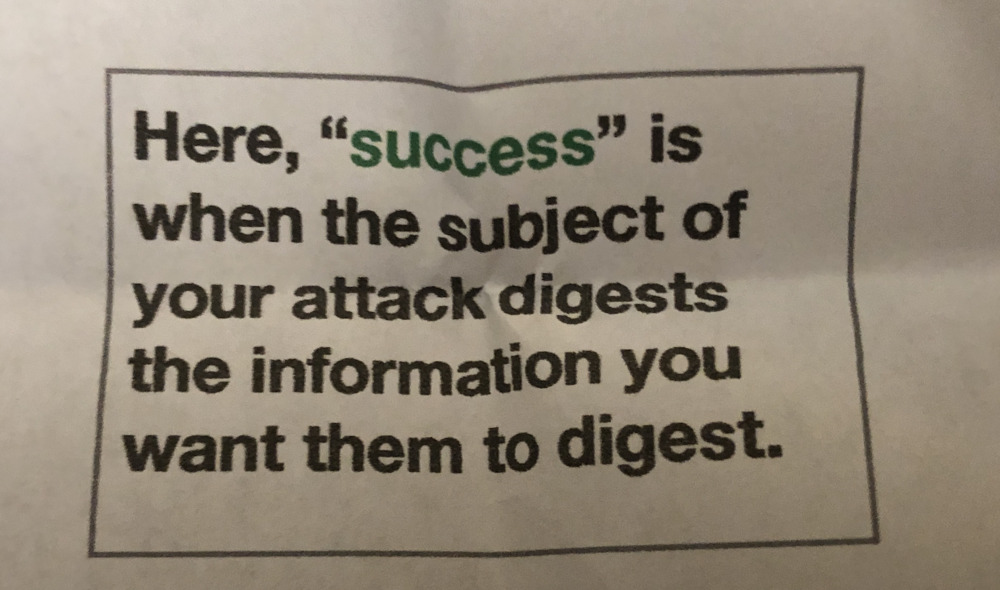 Here, “success” is
when the subject of
your attack digests
the information you
want them to digest.